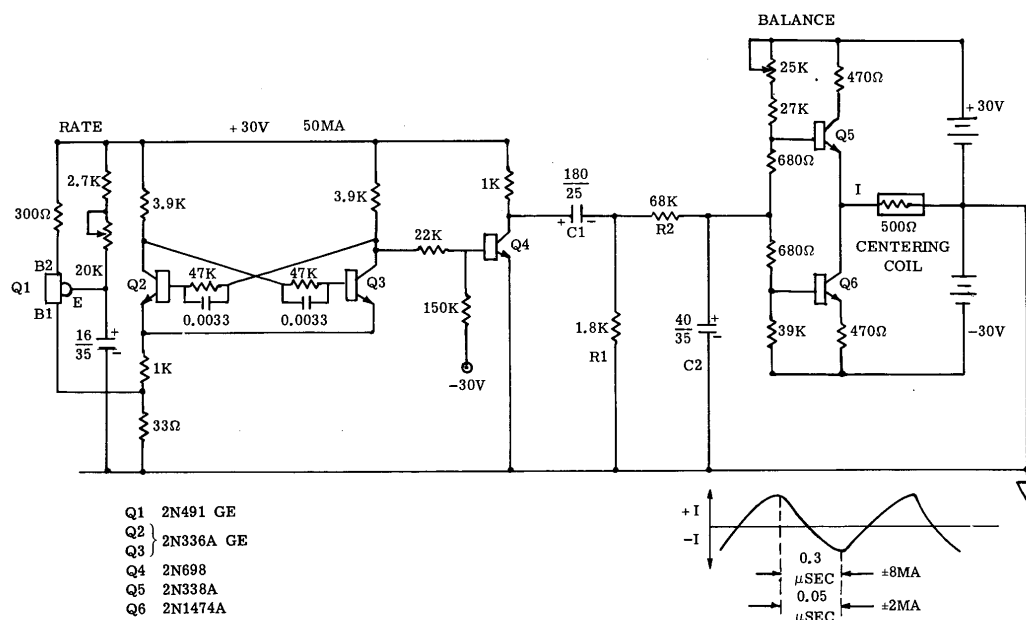 BALANCE
25K
470Ω
27K
+30V
RATE
+30V 50MA
Q5
2.7K
680Ω
3.9K
3.9K
1K
180
25
300Ω
+ C1 −
68K
R2
I
500Ω
CENTERING
COIL
22K
Q4
B2
20K
Q2
47K
47K
Q3
680Ω
Q1
E
B1
0.0033
0.0033
150K
Q6
16
35
+
−
1.8K
R1
40
35
+
−
C2
39K
470Ω
−30V
1K
−30V
33Ω
Q1 2N491 GE
Q2
Q3
2N336A GE
Q4 2N698
Q5 2N338A
Q6 2N1474A
+I
−I
0.3
μSEC
±8MA
0.05
μSEC
±2MA